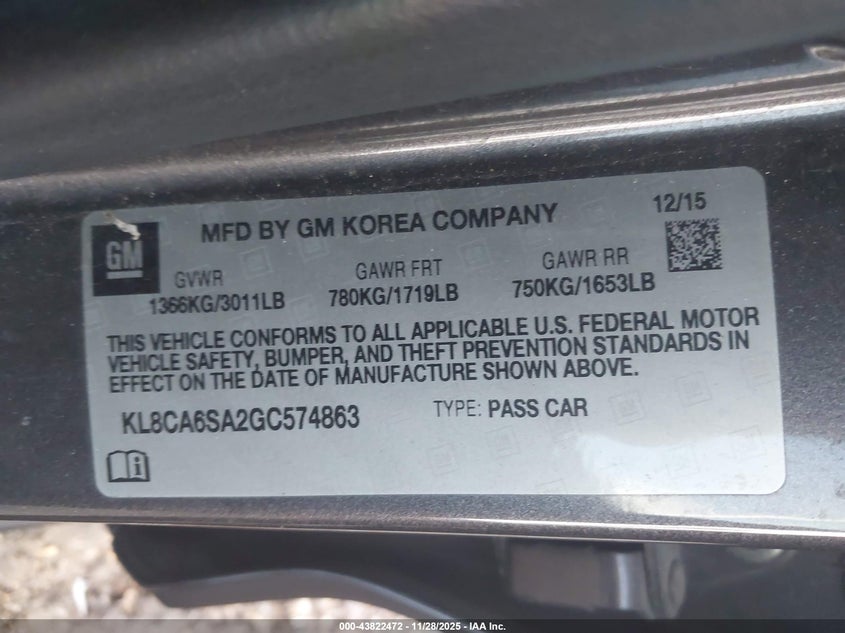 MFD BY GM KOREA COMPANY
12/15
GM
GVWR
GAWR FRT
GAWR RR
1366KG/3011LB
780KG/1719LB
750KG/1653LB
THIS VEHICLE CONFORMS TO ALL APPLICABLE U.S. FEDERAL MOTOR
VEHICLE SAFETY, BUMPER, AND THEFT PREVENTION STANDARDS IN
EFFECT ON THE DATE OF MANUFACTURE SHOWN ABOVE.
KL8CA6SA2GC574863
TYPE: PASS CAR
000-43822472 - 11/28/2025 - IAA Inc.